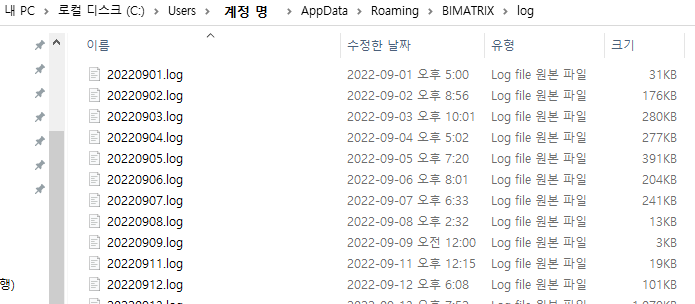 내 PC > 로컬 디스크 (C:) > Users > 계정 명 > AppData > Roaming > BIMATRIX > log
이름 수정한 날짜 유형 크기
20220901.log 2022-09-01 오후 5:00 Log file 원본 파일 31KB
20220902.log 2022-09-02 오후 8:56 Log file 원본 파일 176KB
20220903.log 2022-09-03 오후 10:01 Log file 원본 파일 280KB
20220904.log 2022-09-04 오후 5:02 Log file 원본 파일 277KB
20220905.log 2022-09-05 오후 7:20 Log file 원본 파일 391KB
20220906.log 2022-09-06 오후 8:01 Log file 원본 파일 204KB
20220907.log 2022-09-07 오후 6:33 Log file 원본 파일 241KB
20220908.log 2022-09-08 오후 2:32 Log file 원본 파일 13KB
20220909.log 2022-09-09 오전 12:00 Log file 원본 파일 3KB
20220911.log 2022-09-11 오후 12:15 Log file 원본 파일 19KB
행) 20220912.log 2022-09-12 오후 6:08 Log file 원본 파일 101KB